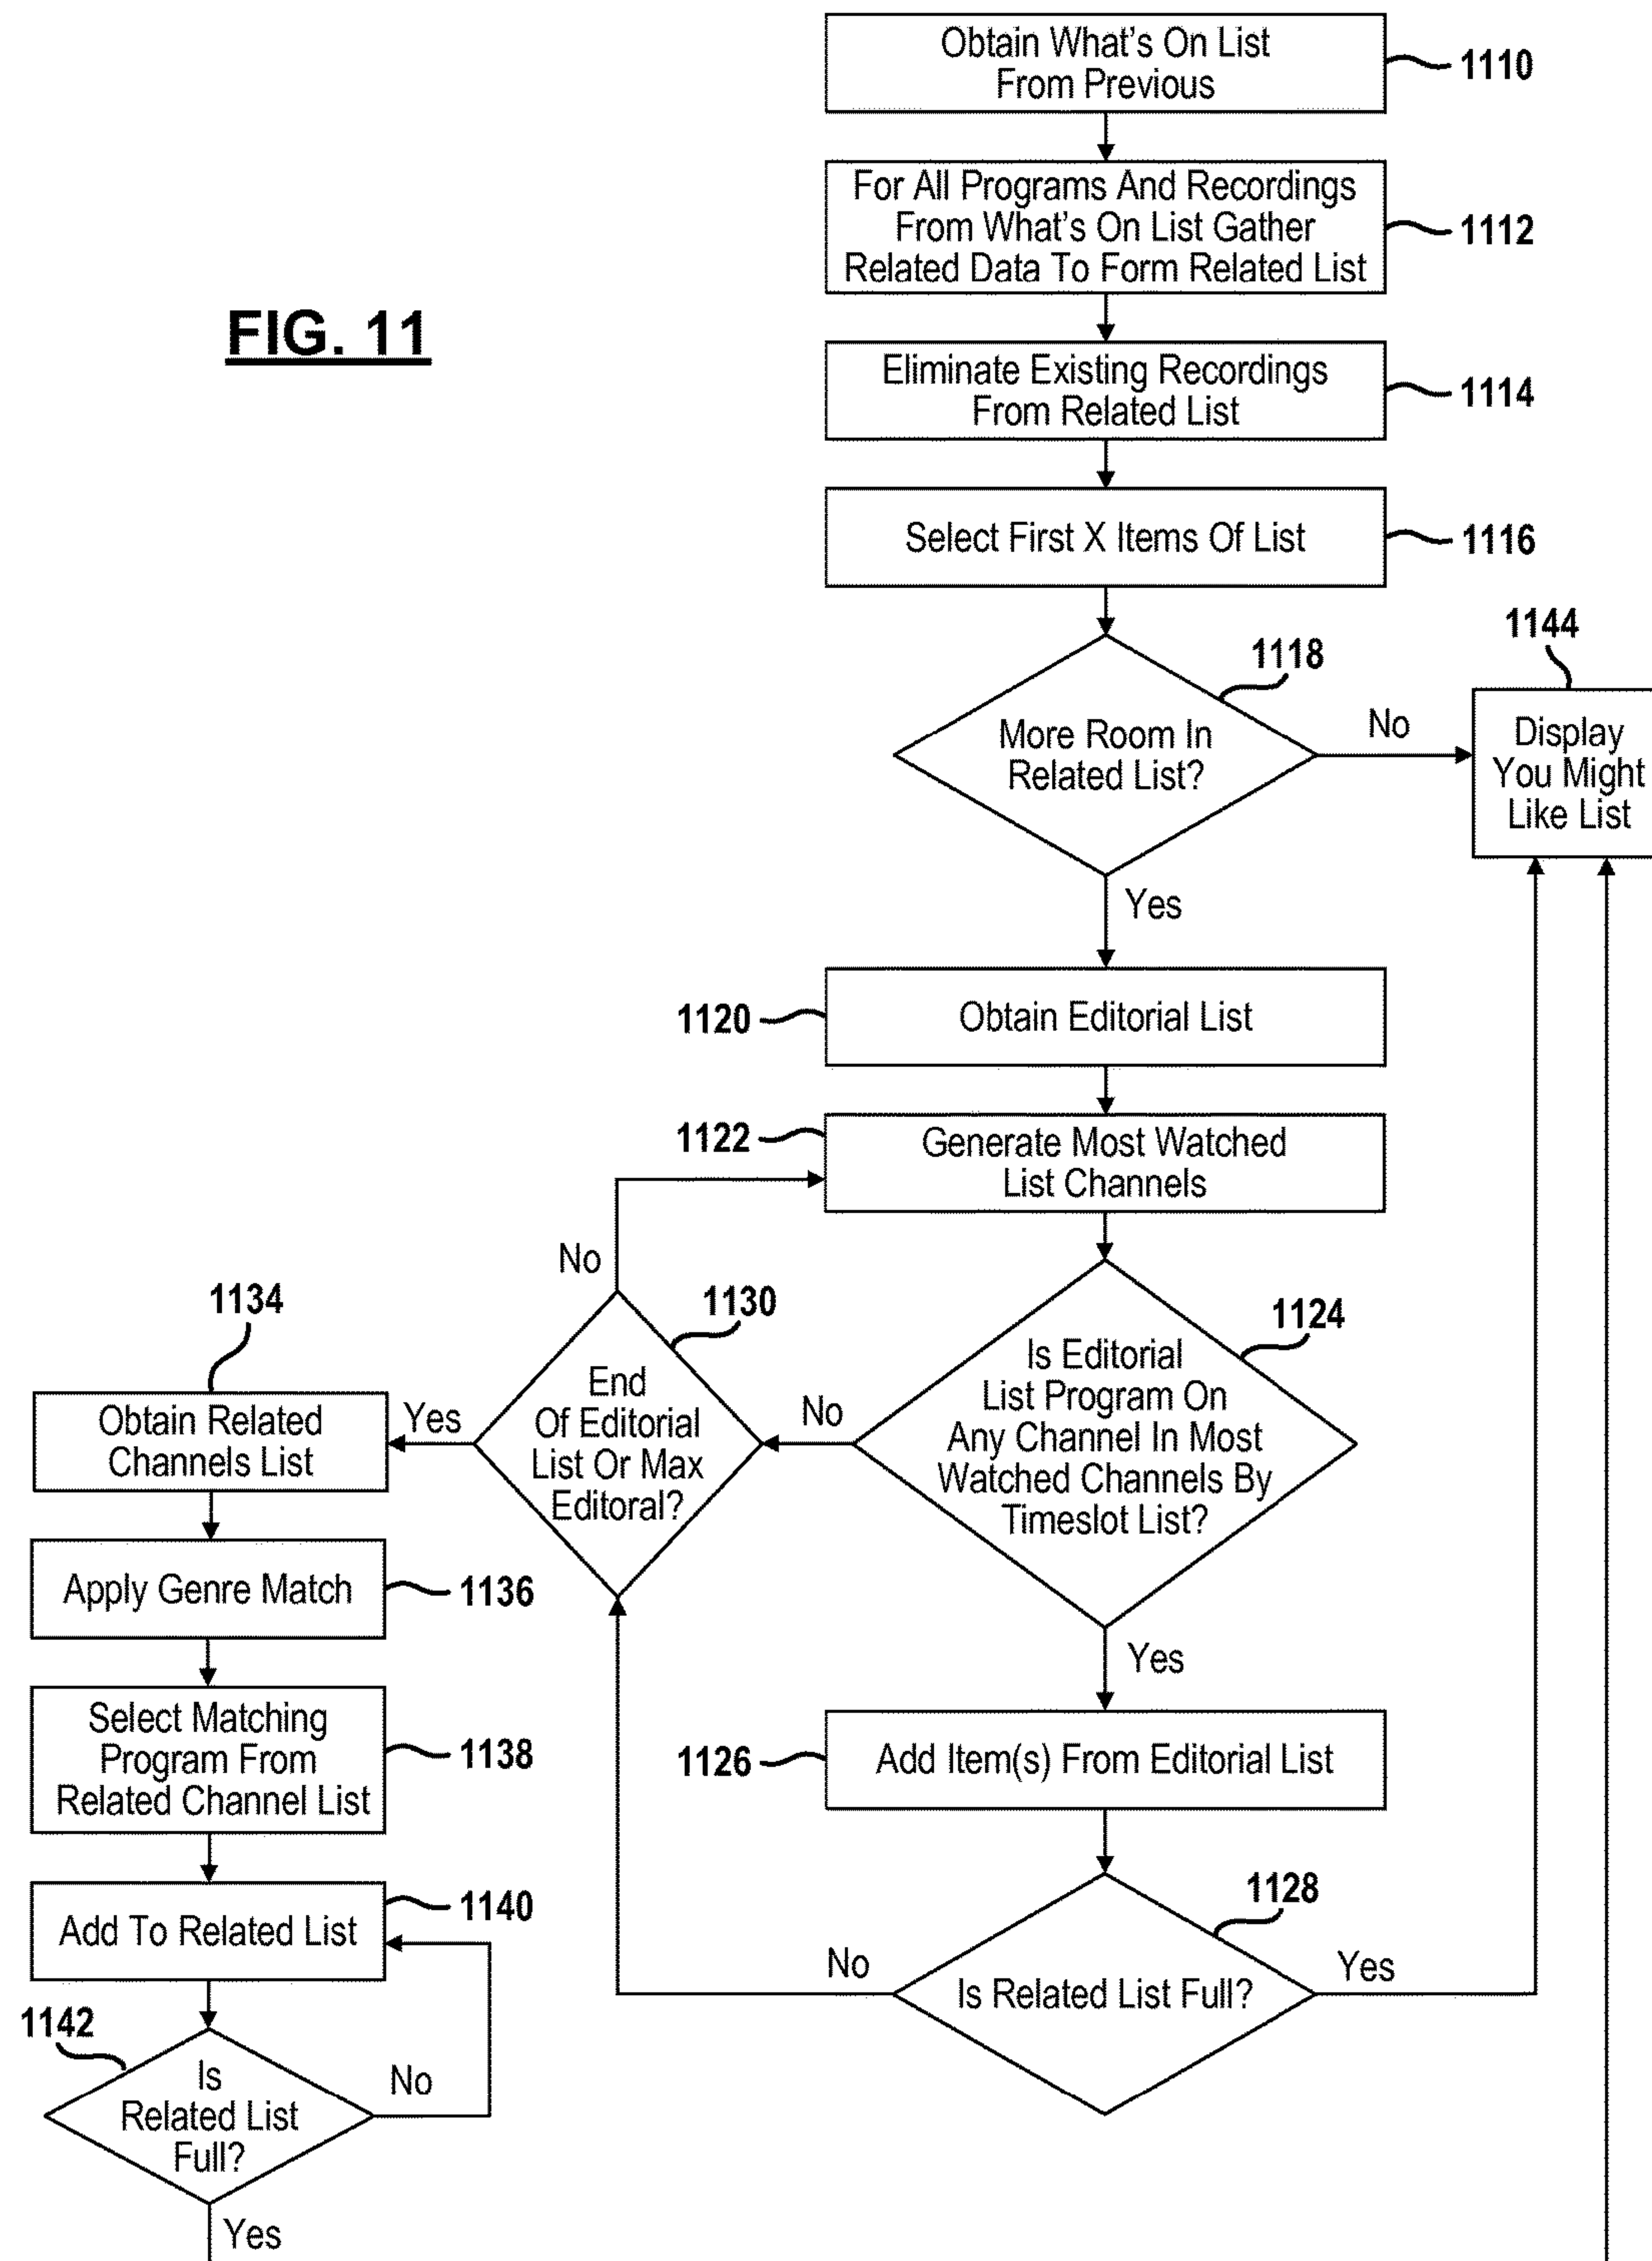 Obtain What's On List
From Previous
1110
For All Programs And Recordings
From What's On List Gather
Related Data To Form Related List
1112
FIG. 11
Eliminate Existing Recordings
From Related List
1114
Select First X Items Of List
1116
1118
More Room In
Related List?
No
Yes
1144
Display
You Might
Like List
1120
Obtain Editorial List
1122
Generate Most Watched
List Channels
1124
Is Editorial
List Program On
Any Channel In Most
Watched Channels By
Timeslot List?
No
Yes
1130
End
Of Editorial
List Or Max
Editoral?
No
Yes
1126
Add Item(s) From Editorial List
1128
Is Related List Full?
No
Yes
1134
Obtain Related
Channels List
Apply Genre Match
1136
Select Matching
Program From
Related Channel List
1138
Add To Related List
1140
1142
Is
Related List
Full?
No
Yes